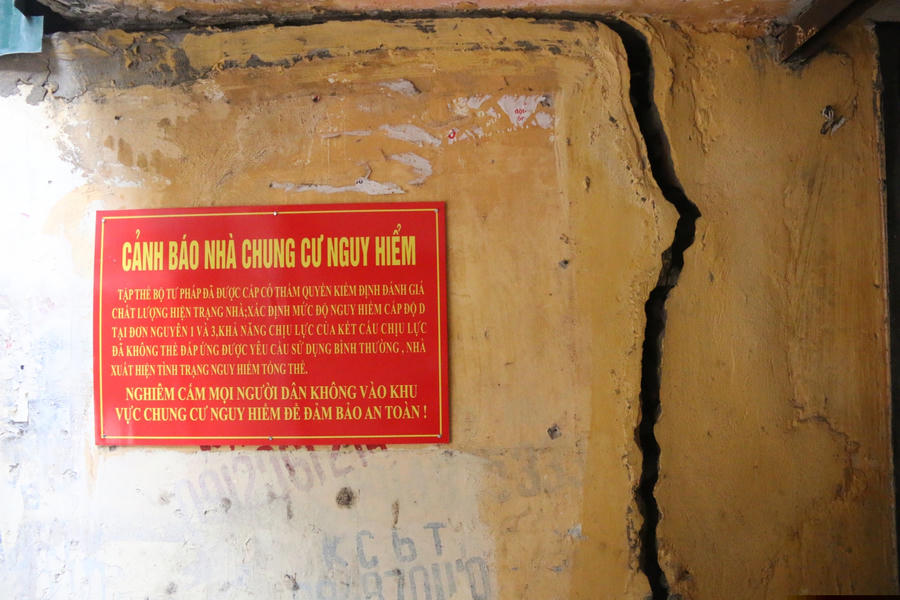 CẢNH BÁO NHÀ CHUNG CƯ NGUY HIỂM
TẬP THỂ BỘ TƯ PHÁP ĐÃ ĐƯỢC CẤP CÓ THẨM QUYỀN KIỂM ĐỊNH ĐÁNH GIÁ
CHẤT LƯỢNG HIỆN TRẠNG NHÀ;XÁC ĐỊNH MỨC ĐỘ NGUY HIỂM CẤP ĐỘ D
TẠI ĐƠN NGUYÊN 1 VÀ 3,KHẢ NĂNG CHỊU LỰC CỦA KẾT CẤU CHỊU LỰC
ĐÃ KHÔNG THỂ ĐÁP ỨNG ĐƯỢC YÊU CẦU SỬ DỤNG BÌNH THƯỜNG , NHÀ
XUẤT HIỆN TÌNH TRẠNG NGUY HIỂM TỔNG THỂ.
NGHIÊM CẤM MỌI NGƯỜI DÂN KHÔNG VÀO KHU
VỰC CHUNG CƯ NGUY HIỂM ĐỂ ĐẢM BẢO AN TOÀN !
KCBT